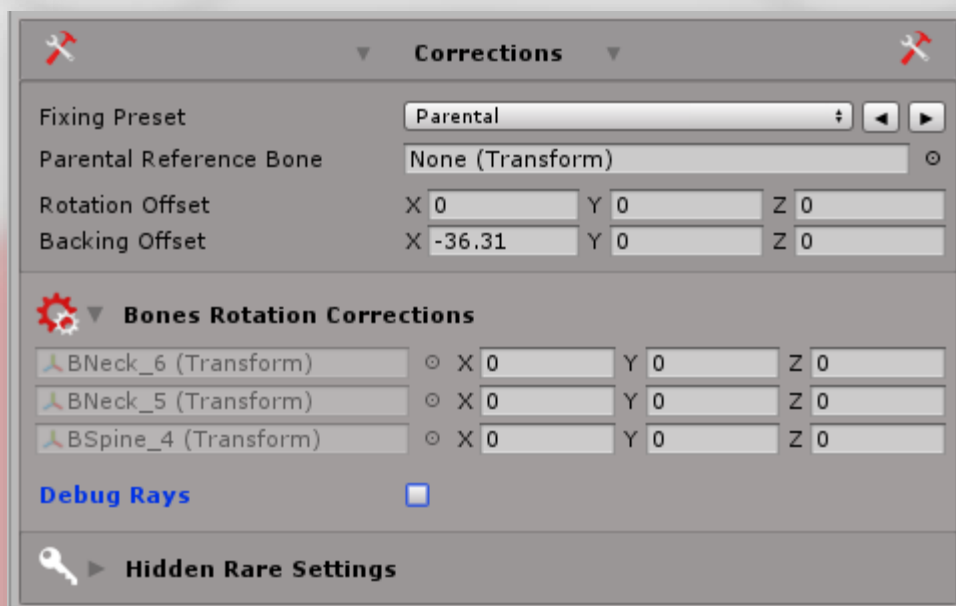 Corrections
Fixing Preset Parental
Parental Reference Bone None (Transform)
Rotation Offset X 0 Y 0 Z 0
Backing Offset X -36.31 Y 0 Z 0
Bones Rotation Corrections
BNeck_6 (Transform) X 0 Y 0 Z 0
BNeck_5 (Transform) X 0 Y 0 Z 0
BSpine_4 (Transform) X 0 Y 0 Z 0
Debug Rays
Hidden Rare Settings